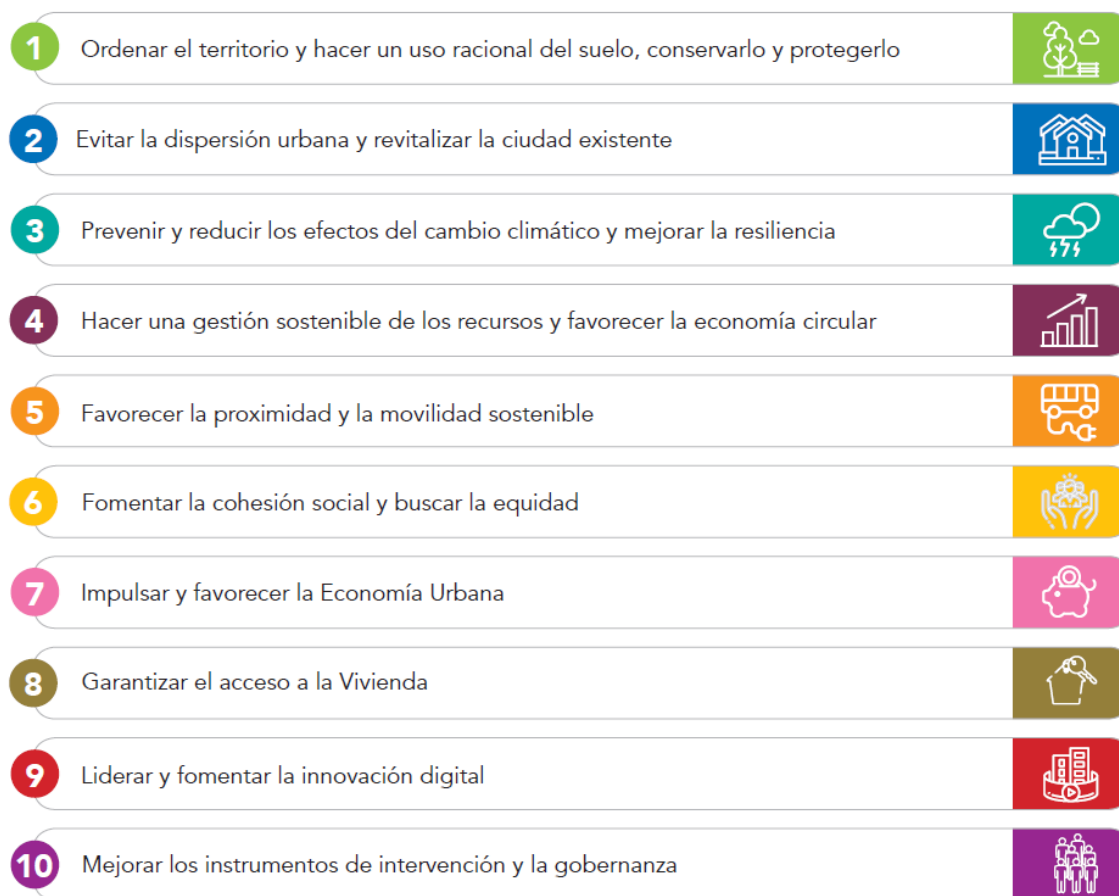 1 Ordenar el territorio y hacer un uso racional del suelo, conservarlo y protegerlo
2 Evitar la dispersión urbana y revitalizar la ciudad existente
3 Prevenir y reducir los efectos del cambio climático y mejorar la resiliencia
4 Hacer una gestión sostenible de los recursos y favorecer la economía circular
5 Favorecer la proximidad y la movilidad sostenible
6 Fomentar la cohesión social y buscar la equidad
7 Impulsar y favorecer la Economía Urbana
8 Garantizar el acceso a la Vivienda
9 Liderar y fomentar la innovación digital
10 Mejorar los instrumentos de intervención y la gobernanza